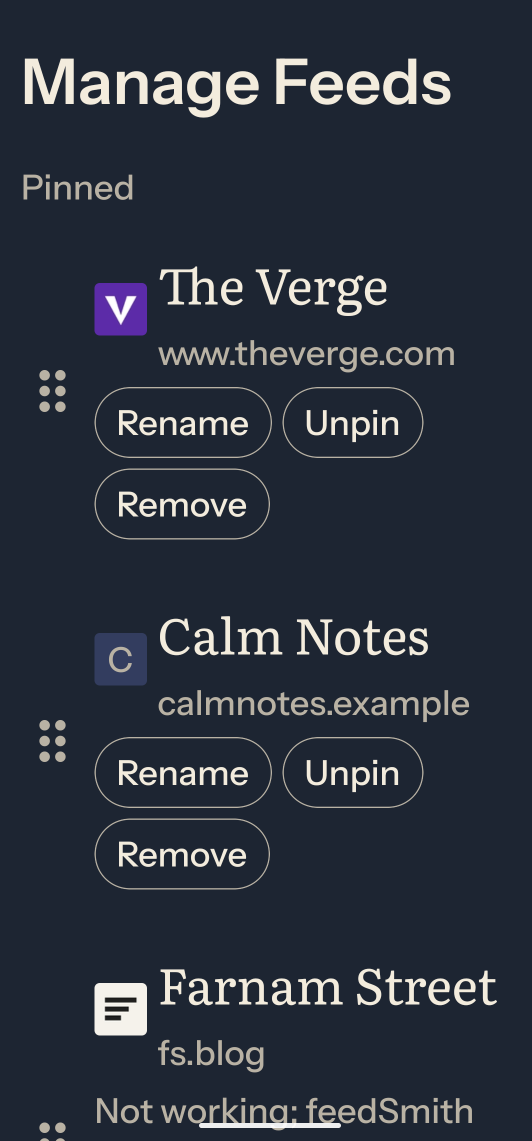 Manage Feeds
Pinned
V
The Verge
www.theverge.com
Rename
Unpin
Remove
C
Calm Notes
calmnotes.example
Rename
Unpin
Remove
Farnam Street
fs.blog
Not working: feedSmith